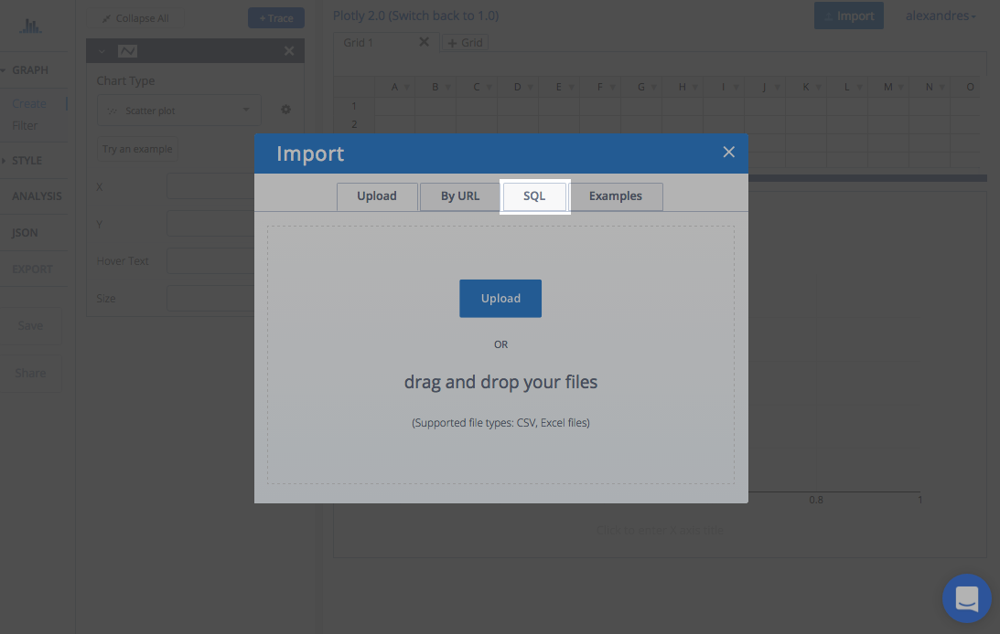 Collapse All
+ Trace
Plotly 2.0 (Switch back to 1.0)
Import
alexandres
GRAPH
Create
Filter
STYLE
ANALYSIS
JSON
EXPORT
Save
Share
Chart Type
Scatter plot
Try an example
X
Y
Hover Text
Size
Grid 1
+ Grid
A B C D E F G H I J K L M N O
1
2
Import
Upload By URL SQL Examples
Upload
OR
drag and drop your files
(Supported file types: CSV, Excel files)
0.8 1
Click to enter X axis title